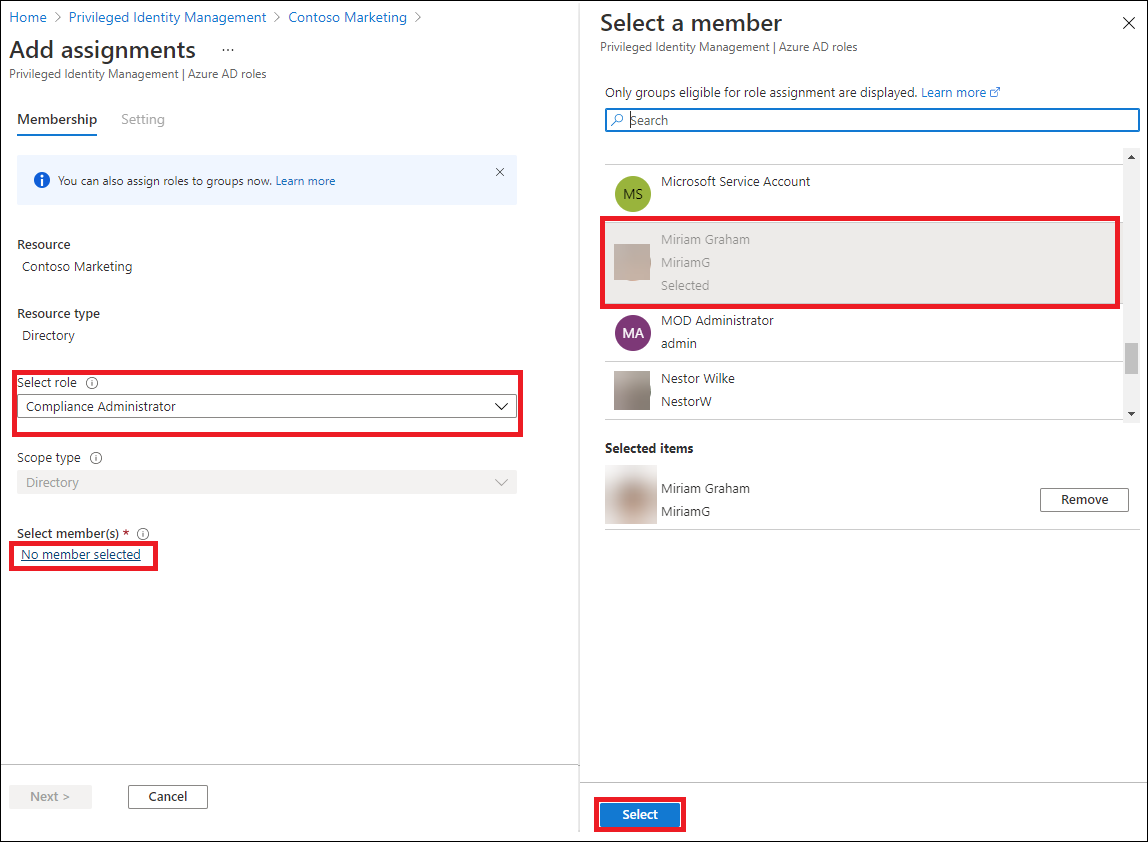 Home > Privileged Identity Management > Contoso Marketing >
Add assignments ...
Privileged Identity Management | Azure AD roles
Membership Setting
You can also assign roles to groups now. Learn more
Resource
Contoso Marketing
Resource type
Directory
Select role
Compliance Administrator
Scope type
Directory
Select member(s) *
No member selected
Next >
Cancel
Select a member
Privileged Identity Management | Azure AD roles
Only groups eligible for role assignment are displayed. Learn more
Search
MS
Microsoft Service Account
Miriam Graham
MiriamG
Selected
MA
MOD Administrator
admin
Nestor Wilke
NestorW
Selected items
Miriam Graham
MiriamG
Remove
Select